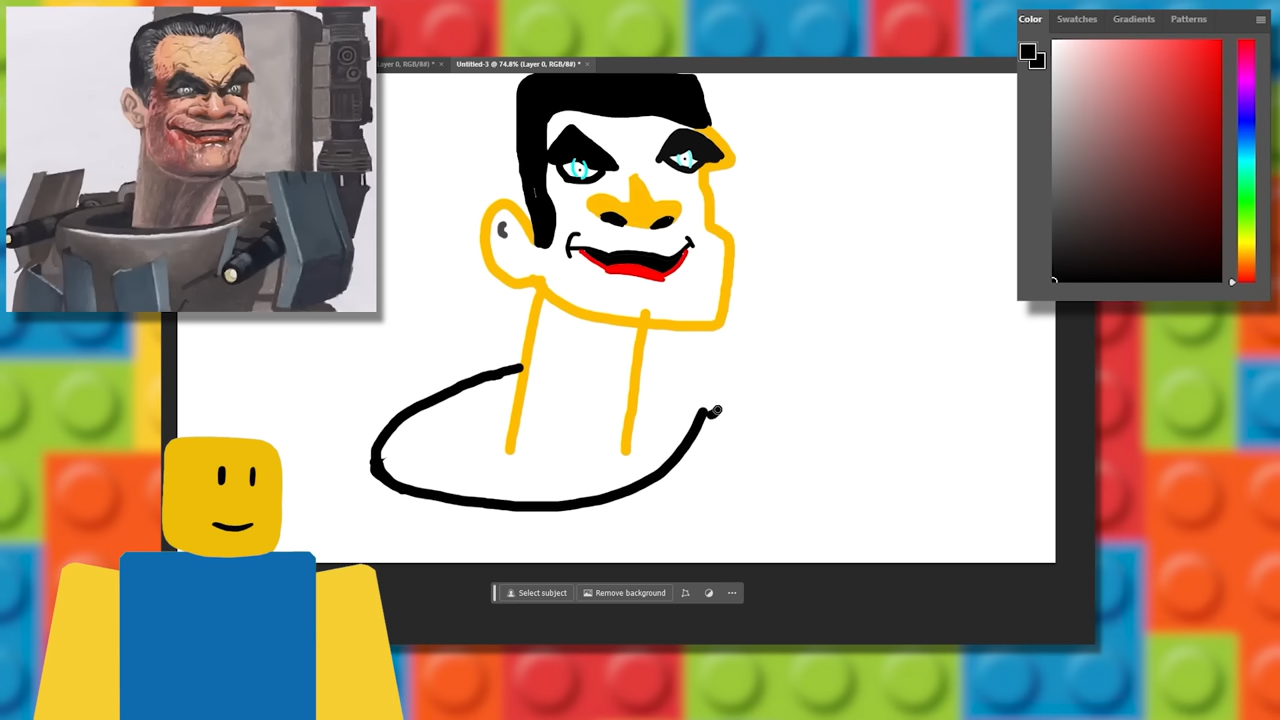 Color Swatches Gradients Patterns
Layer 0, RGB/8#) * × Untitled-3 @ 74.8% (Layer 0, RGB/8#) * ×
Select subject Remove background ···